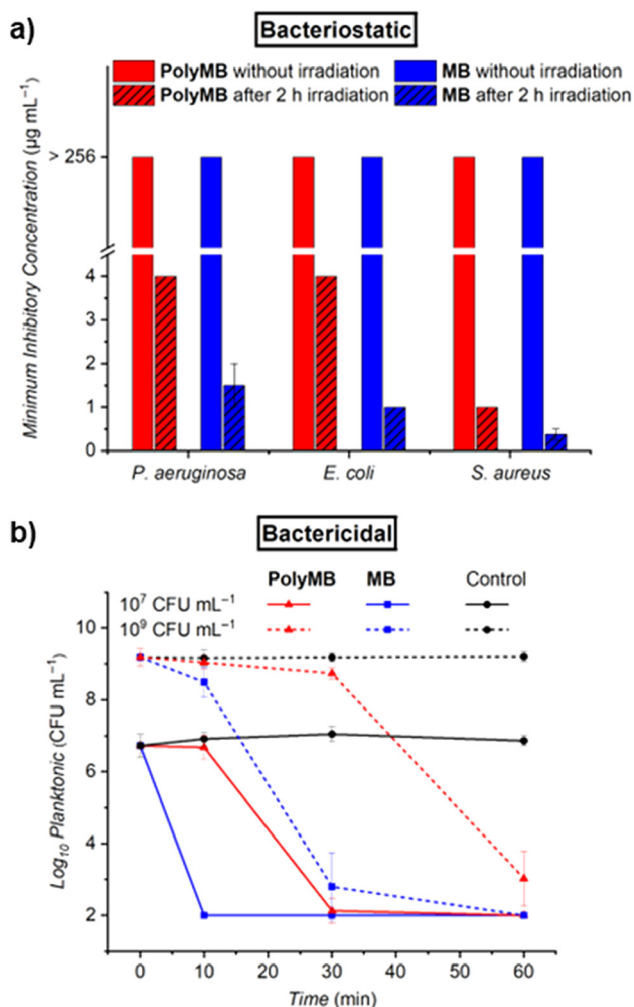 a)
Bacteriostatic
PolyMB without irradiation
MB without irradiation
PolyMB after 2 h irradiation
MB after 2 h irradiation
Minimum Inhibitory Concentration (µg mL⁻¹)
> 256
4
3
2
1
0
P. aeruginosa
E. coli
S. aureus
b)
Bactericidal
PolyMB MB Control
10⁷ CFU mL⁻¹
10⁹ CFU mL⁻¹
Log₁₀ Planktonic (CFU mL⁻¹)
10
8
6
4
2
0 10 20 30 40 50 60
Time (min)